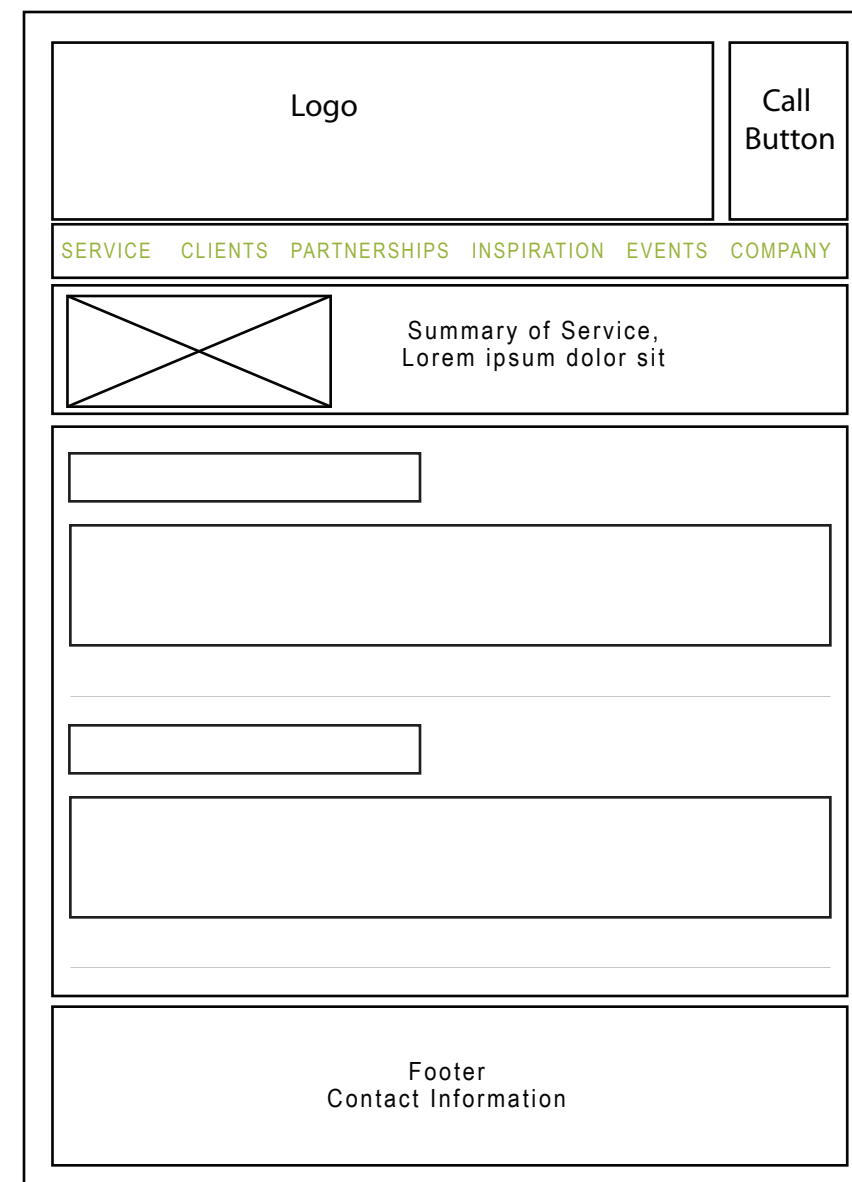 Logo
Call
Button
SERVICE CLIENTS PARTNERSHIPS INSPIRATION EVENTS COMPANY
Summary of Service,
Lorem ipsum dolor sit
Footer
Contact Information